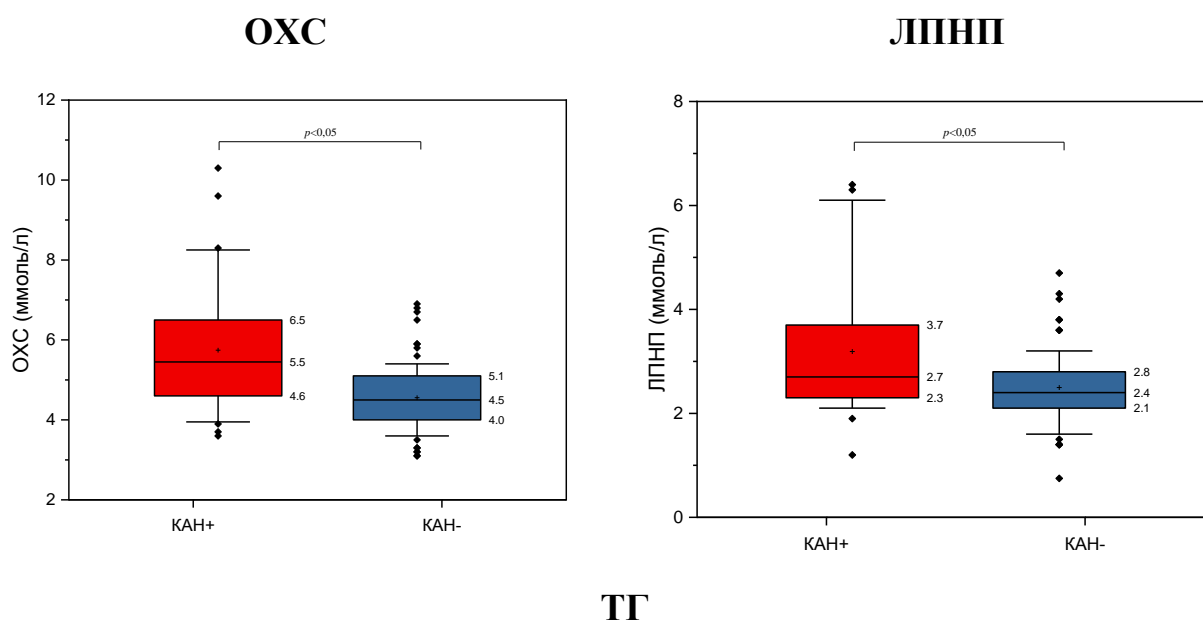 ОХС
ЛПНП
12
10
8
6
4
2
ОХС (ммоль/л)
p<0,05
6.5
5.5
4.6
5.1
4.5
4.0
КАН+
КАН-
8
6
4
2
0
ЛПНП (ммоль/л)
p<0,05
3.7
2.7
2.3
2.8
2.4
2.1
КАН+
КАН-
ТГ